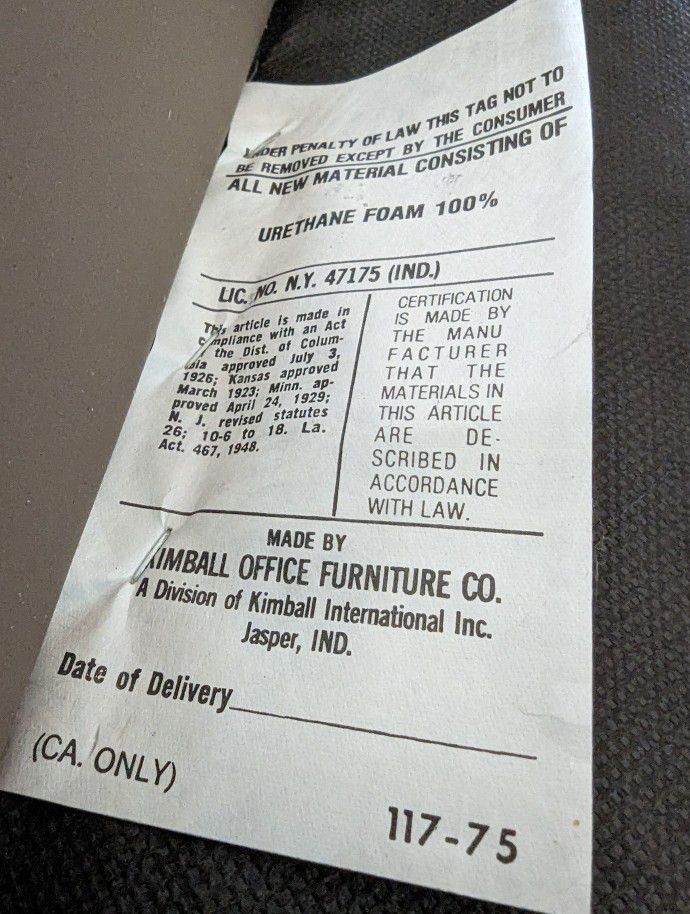 UNDER PENALTY OF LAW THIS TAG NOT TO
BE REMOVED EXCEPT BY THE CONSUMER
ALL NEW MATERIAL CONSISTING OF
URETHANE FOAM 100%
LIC. NO. N.Y. 47175 (IND.)
This article is made in
compliance with an Act
the Dist. of Colum-
bia approved July 3,
1926; Kansas approved
March 1923; Minn. ap-
proved April 24, 1929;
N. J. revised statutes
26; 10-6 to 18. La.
Act. 467, 1948.
CERTIFICATION
IS MADE BY
THE MANU
FACTURER
THAT THE
MATERIALS IN
THIS ARTICLE
ARE DE-
SCRIBED IN
ACCORDANCE
WITH LAW.
MADE BY
KIMBALL OFFICE FURNITURE CO.
A Division of Kimball International Inc.
Jasper, IND.
Date of Delivery
(CA. ONLY)
117-75